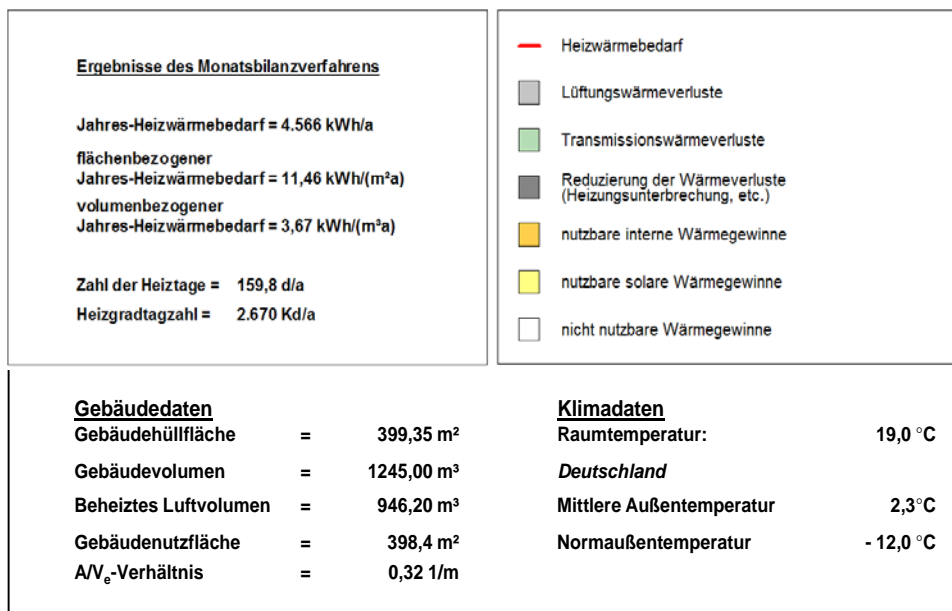 Ergebnisse des Monatsbilanzverfahrens
Jahres-Heizwärmebedarf = 4.566 kWh/a
flächenbezogener
Jahres-Heizwärmebedarf = 11,46 kWh/(m²a)
volumenbezogener
Jahres-Heizwärmebedarf = 3,67 kWh/(m³a)
Zahl der Heiztage = 159,8 d/a
Heizgradtagzahl = 2.670 Kd/a
Heizwärmebedarf
Lüftungswärmeverluste
Transmissionswärmeverluste
Reduzierung der Wärmeverluste
(Heizungsunterbrechung, etc.)
nutzbare interne Wärmegewinne
nutzbare solare Wärmegewinne
nicht nutzbare Wärmegewinne
Gebäudedaten
Gebäudehüllfläche = 399,35 m²
Gebäudevolumen = 1245,00 m³
Beheiztes Luftvolumen = 946,20 m³
Gebäudenutzfläche = 398,4 m²
A/Ve-Verhältnis = 0,32 1/m
Klimadaten
Raumtemperatur: 19,0 °C
Deutschland
Mittlere Außentemperatur 2,3°C
Normaußentemperatur - 12,0 °C